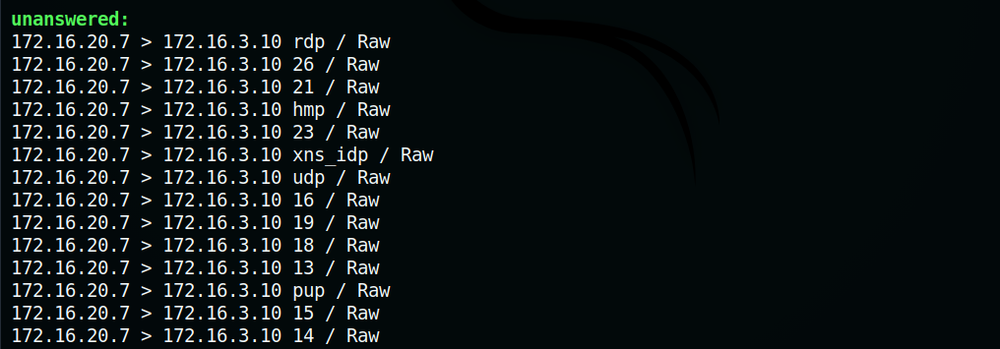 unanswered:
172.16.20.7 > 172.16.3.10 rdp / Raw
172.16.20.7 > 172.16.3.10 26 / Raw
172.16.20.7 > 172.16.3.10 21 / Raw
172.16.20.7 > 172.16.3.10 hmp / Raw
172.16.20.7 > 172.16.3.10 23 / Raw
172.16.20.7 > 172.16.3.10 xns_idp / Raw
172.16.20.7 > 172.16.3.10 udp / Raw
172.16.20.7 > 172.16.3.10 16 / Raw
172.16.20.7 > 172.16.3.10 19 / Raw
172.16.20.7 > 172.16.3.10 18 / Raw
172.16.20.7 > 172.16.3.10 13 / Raw
172.16.20.7 > 172.16.3.10 pup / Raw
172.16.20.7 > 172.16.3.10 15 / Raw
172.16.20.7 > 172.16.3.10 14 / Raw